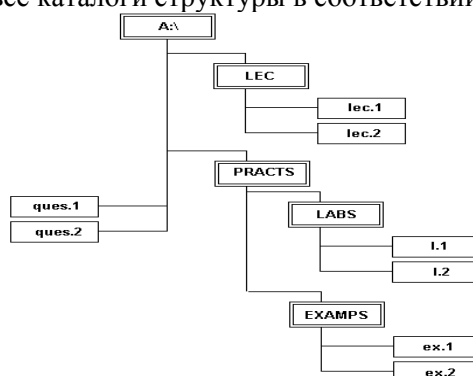 все каталоги структуры в соответствии
A:\
LEC
lec.1
lec.2
PRACTS
ques.1
ques.2
LABS
l.1
l.2
EXAMPS
ex.1
ex.2